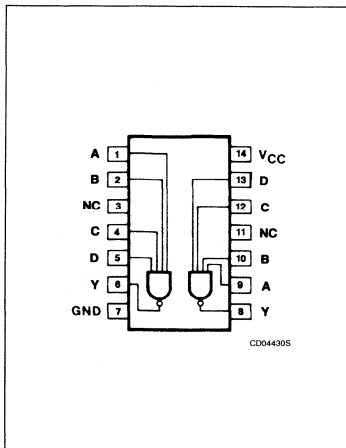 A 1 14 VCC
B 2 13 D
NC 3 12 C
C 4 11 NC
D 5 10 B
Y 6 9 A
GND 7 8 Y
CD04430S